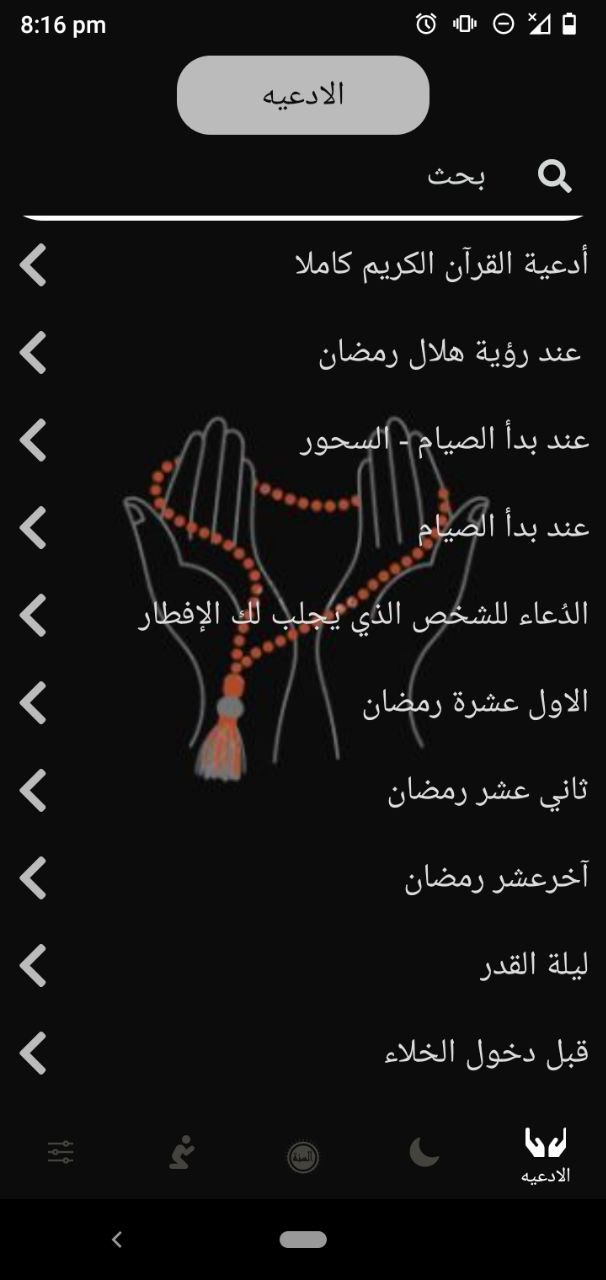 8:16 pm
الادعيه
بحث
أدعية القرآن الكريم كاملا
عند رؤية هلال رمضان
عند بدأ الصيام - السحور
عند بدأ الصيام
الدُعاء للشخص الذي يجلب لك الإفطار
الاول عشرة رمضان
ثاني عشر رمضان
آخرعشر رمضان
ليلة القدر
قبل دخول الخلاء
الادعيه